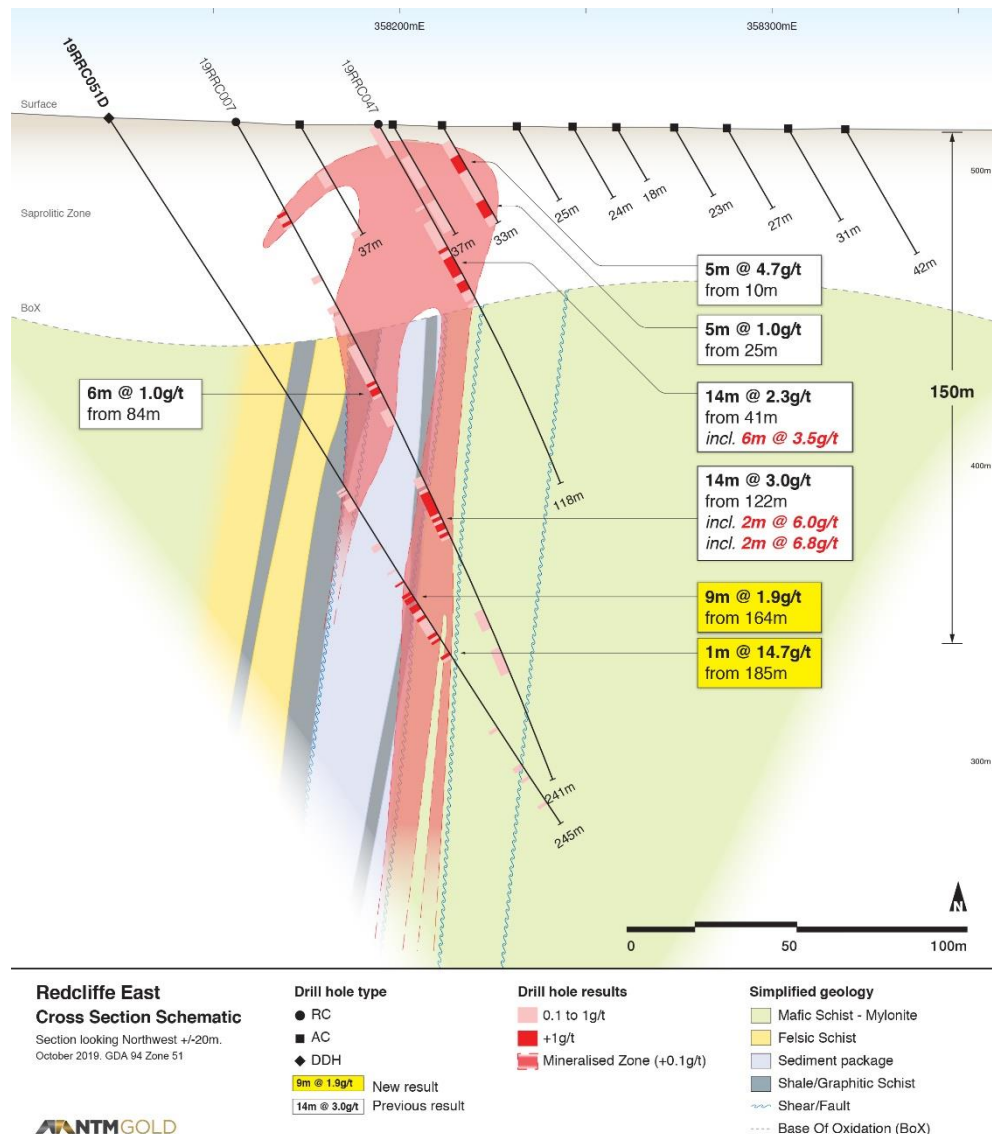 358200mE
358300mE
19RRC051D
19RRC007
19RRC047
Surface
500m
Saprolitic Zone
37m
37m
33m
25m
24m
18m
23m
27m
31m
42m
BoX
5m @ 4.7g/t
from 10m
5m @ 1.0g/t
from 25m
6m @ 1.0g/t
from 84m
14m @ 2.3g/t
from 41m
incl. 6m @ 3.5g/t
150m
400m
118m
14m @ 3.0g/t
from 122m
incl. 2m @ 6.0g/t
incl. 2m @ 6.8g/t
9m @ 1.9g/t
from 164m
1m @ 14.7g/t
from 185m
300m
241m
245m
N
0 50 100m
Redcliffe East
Cross Section Schematic
Section looking Northwest +/-20m.
October 2019. GDA 94 Zone 51
NTMGOLD
Drill hole type
RC
AC
DDH
9m @ 1.9g/t New result
14m @ 3.0g/t Previous result
Drill hole results
0.1 to 1g/t
+1g/t
Mineralised Zone (+0.1g/t)
Simplified geology
Mafic Schist - Mylonite
Felsic Schist
Sediment package
Shale/Graphitic Schist
Shear/Fault
Base Of Oxidation (BoX)